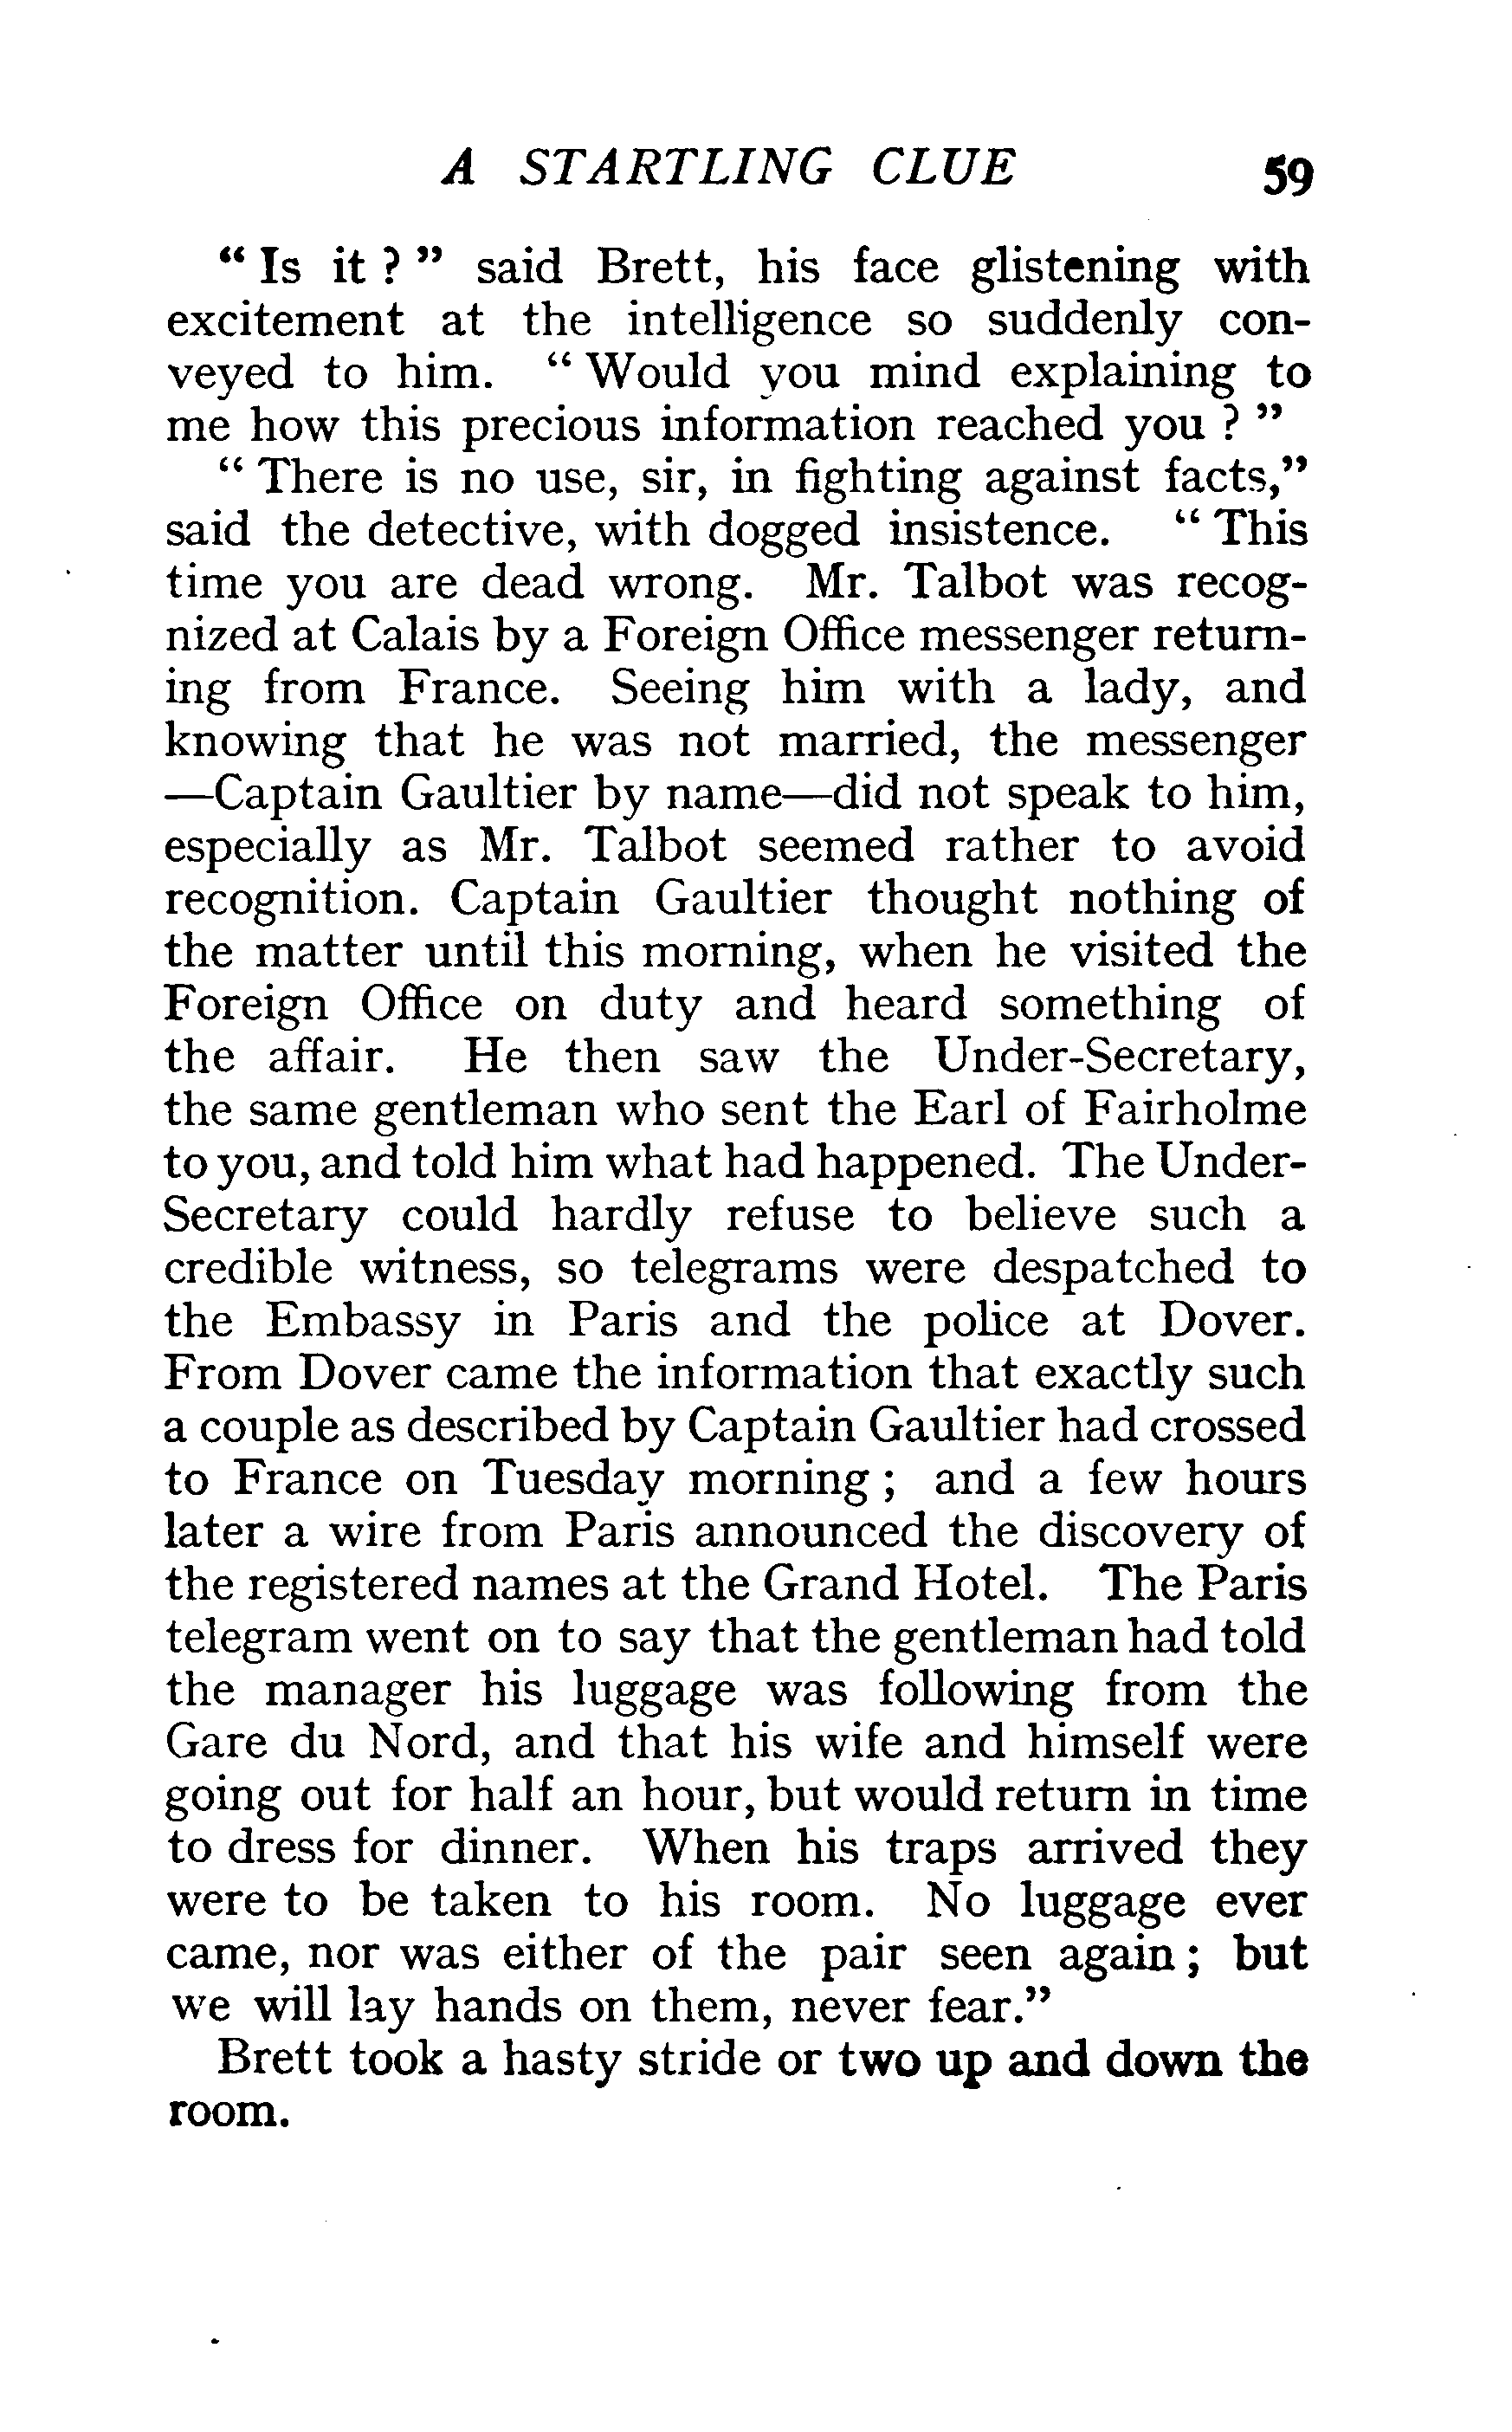 A STARTLING CLUE 59
“ Is it ? ” said Brett, his face glistening with
excitement at the intelligence so suddenly con-
veyed to him. “ Would you mind explaining to
me how this precious information reached you ? ”
“ There is no use, sir, in fighting against facts,”
said the detective, with dogged insistence. “ This
time you are dead wrong. Mr. Talbot was recog-
nized at Calais by a Foreign Office messenger return-
ing from France. Seeing him with a lady, and
knowing that he was not married, the messenger
—Captain Gaultier by name—did not speak to him,
especially as Mr. Talbot seemed rather to avoid
recognition. Captain Gaultier thought nothing of
the matter until this morning, when he visited the
Foreign Office on duty and heard something of
the affair. He then saw the Under-Secretary,
the same gentleman who sent the Earl of Fairholme
to you, and told him what had happened. The Under-
Secretary could hardly refuse to believe such a
credible witness, so telegrams were despatched to
the Embassy in Paris and the police at Dover.
From Dover came the information that exactly such
a couple as described by Captain Gaultier had crossed
to France on Tuesday morning ; and a few hours
later a wire from Paris announced the discovery of
the registered names at the Grand Hotel. The Paris
telegram went on to say that the gentleman had told
the manager his luggage was following from the
Gare du Nord, and that his wife and himself were
going out for half an hour, but would return in time
to dress for dinner. When his traps arrived they
were to be taken to his room. No luggage ever
came, nor was either of the pair seen again ; but
we will lay hands on them, never fear.”
Brett took a hasty stride or two up and down the
room.